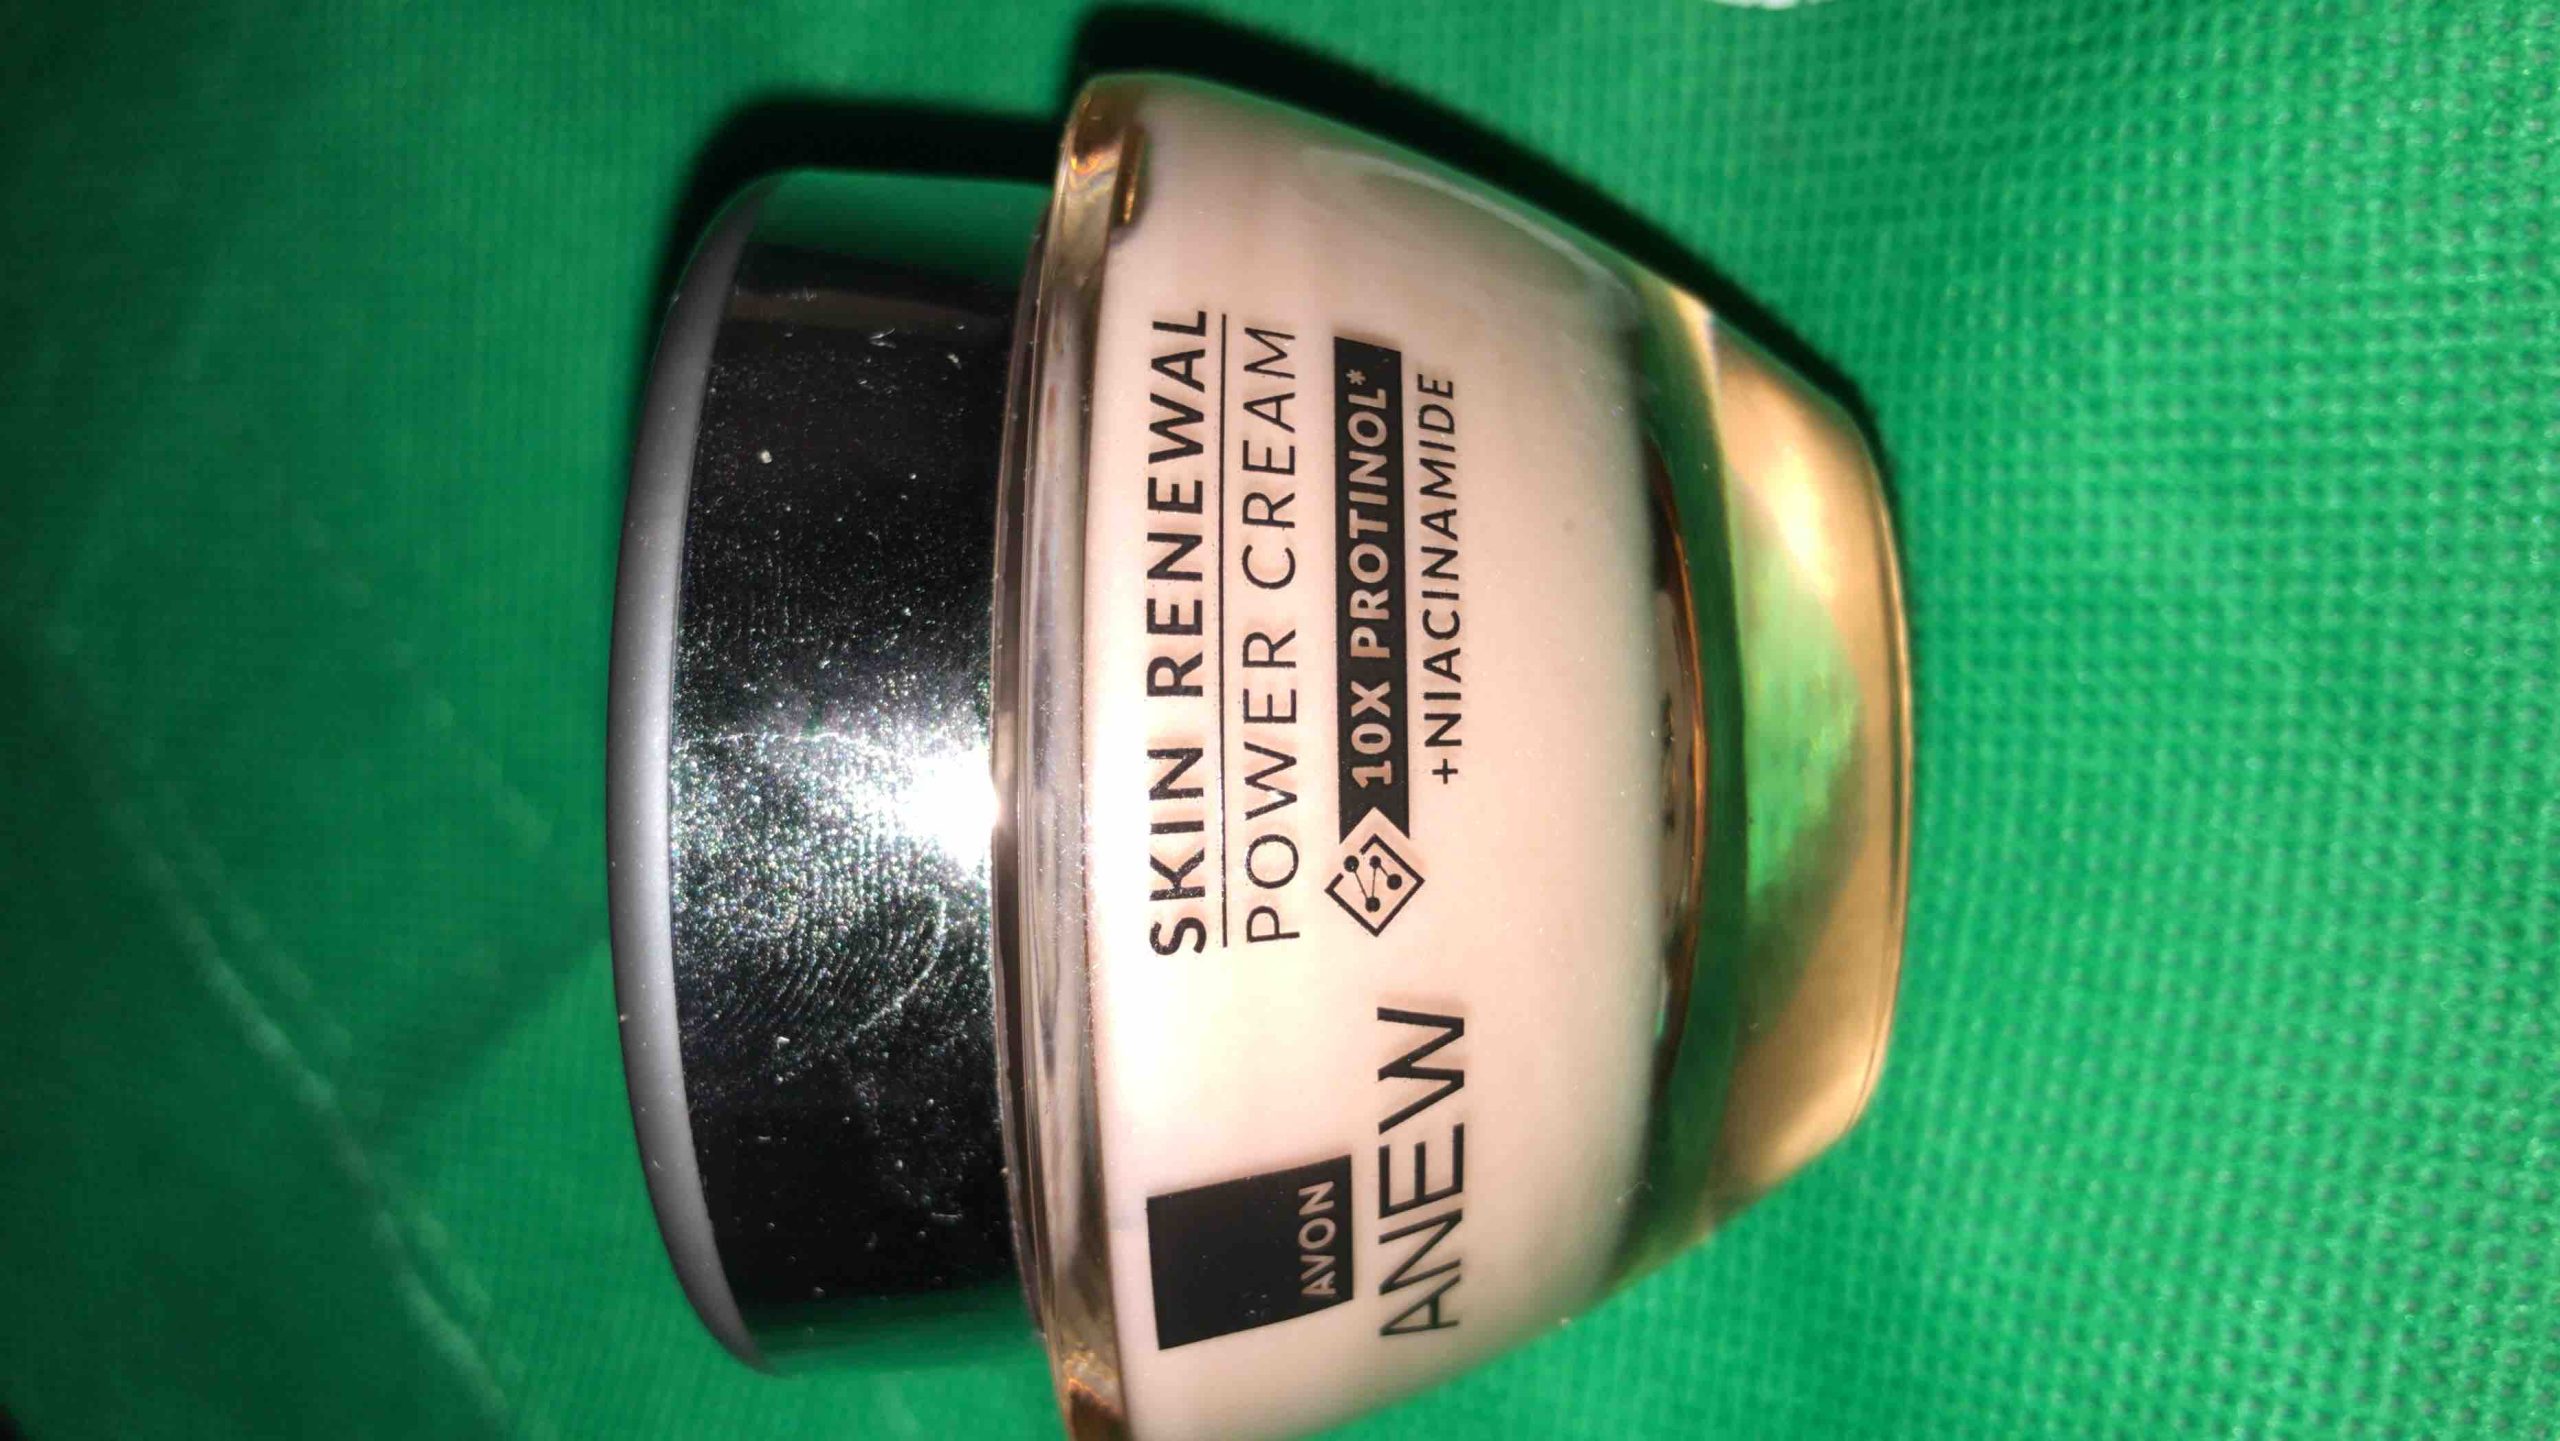 AVON
ANEW
SKIN RENEWAL
POWER CREAM
10X PROTINOL*
+NIACINAMIDE